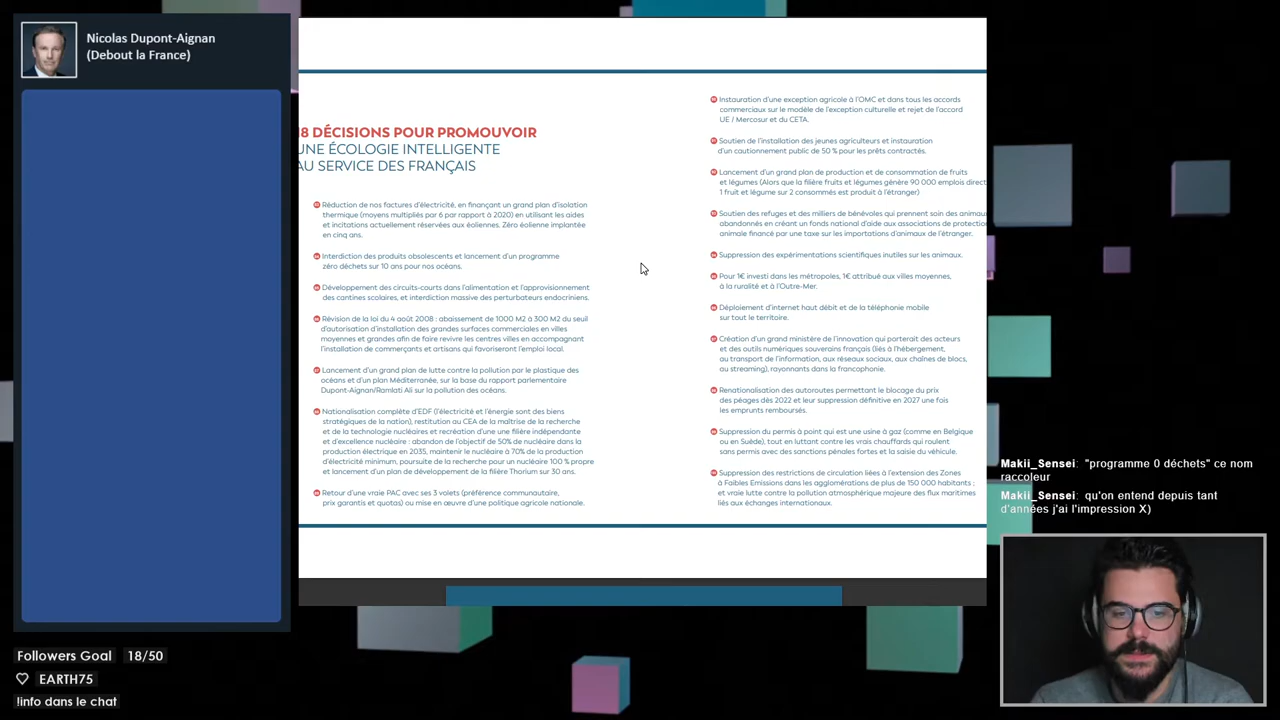 Nicolas Dupont-Aignan
(Debout la France)
8 DÉCISIONS POUR PROMOUVOIR
UNE ÉCOLOGIE INTELLIGENTE
AU SERVICE DES FRANÇAIS
Réduction de nos factures d'électricité, en finançant un grand plan d'isolation
thermique (moyens multipliés par 6 par rapport à 2020) en utilisant les aides
et incitations actuellement réservées aux éoliennes. Zéro éolienne implantée
en cinq ans.
Interdiction des produits obsolescents et lancement d'un programme
zéro déchets sur 10 ans pour nos océans.
Développement des circuits-courts dans l'alimentation et l'approvisionnement
des cantines scolaires, et interdiction massive des perturbateurs endocriniens.
Révision de la loi du 4 août 2008 : abaissement de 1000 M2 à 300 M2 du seuil
d'autorisation d'installation des grandes surfaces commerciales en villes
moyennes et grandes afin de faire revivre les centres villes en accompagnant
l'installation de commerçants et artisans qui favoriseront l'emploi local.
Lancement d'un grand plan de lutte contre la pollution par le plastique des
océans et d'un plan Méditerranée, sur la base du rapport parlementaire
Dupont-Aignan/Ramlati Ali sur la pollution des océans.
Nationalisation complète d'EDF (l'électricité et l'énergie sont des biens
stratégiques de la nation), restitution au CEA de la maîtrise de la recherche
et de la technologie nucléaires et recréation d'une une filière indépendante
et d'excellence nucléaire : abandon de l'objectif de 50% de nucléaire dans la
production électrique en 2035, maintenir le nucléaire à 70% de la production
d'électricité minimum, poursuite de la recherche pour un nucléaire 100 % propre
et lancement d'un plan de développement de la filière Thorium sur 30 ans.
Retour d'une vraie PAC avec ses 3 volets (préférence communautaire,
prix garantis et quotas) ou mise en œuvre d'une politique agricole nationale.
Instauration d'une exception agricole à l'OMC et dans tous les accords
commerciaux sur le modèle de l'exception culturelle et rejet de l'accord
UE / Mercosur et du CETA.
Soutien de l'installation des jeunes agriculteurs et instauration
d'un cautionnement public de 50 % pour les prêts contractés.
Lancement d'un grand plan de production et de consommation de fruits
et légumes (Alors que la filière fruits et légumes génère 90 000 emplois direct
1 fruit et légume sur 2 consommés est produit à l'étranger)
Soutien des refuges et des milliers de bénévoles qui prennent soin des animau
abandonnés en créant un fonds national d'aide aux associations de protectio
animale financé par une taxe sur les importations d'animaux de l'étranger.
Suppression des expérimentations scientifiques inutiles sur les animaux.
Pour 1€ investi dans les métropoles, 1€ attribué aux villes moyennes,
à la ruralité et à l'Outre-Mer.
Déploiement d'internet haut débit et de la téléphonie mobile
sur tout le territoire.
Création d'un grand ministère de l'innovation qui porterait des acteurs
et des outils numériques souverains français (liés à l'hébergement,
au transport de l'information, aux réseaux sociaux, aux chaînes de blocs,
au streaming), rayonnants dans la francophonie.
Renationalisation des autoroutes permettant le blocage du prix
des péages dès 2022 et leur suppression définitive en 2027 une fois
les emprunts remboursés.
Suppression du permis à point qui est une usine à gaz (comme en Belgique
ou en Suède), tout en luttant contre les vrais chauffards qui roulent
sans permis avec des sanctions pénales fortes et la saisie du véhicule.
Suppression des restrictions de circulation liées à l'extension des Zones
à Faibles Emissions dans les agglomérations de plus de 150 000 habitants ;
et vraie lutte contre la pollution atmosphérique majeure des flux maritimes
liés aux échanges internationaux.
Makii_Sensei: "programme 0 déchets" ce nom
raccoleur
Makii_Sensei: qu'on entend depuis tant
d'années j'ai l'impression X)
Followers Goal 18/50
EARTH75
!info dans le chat